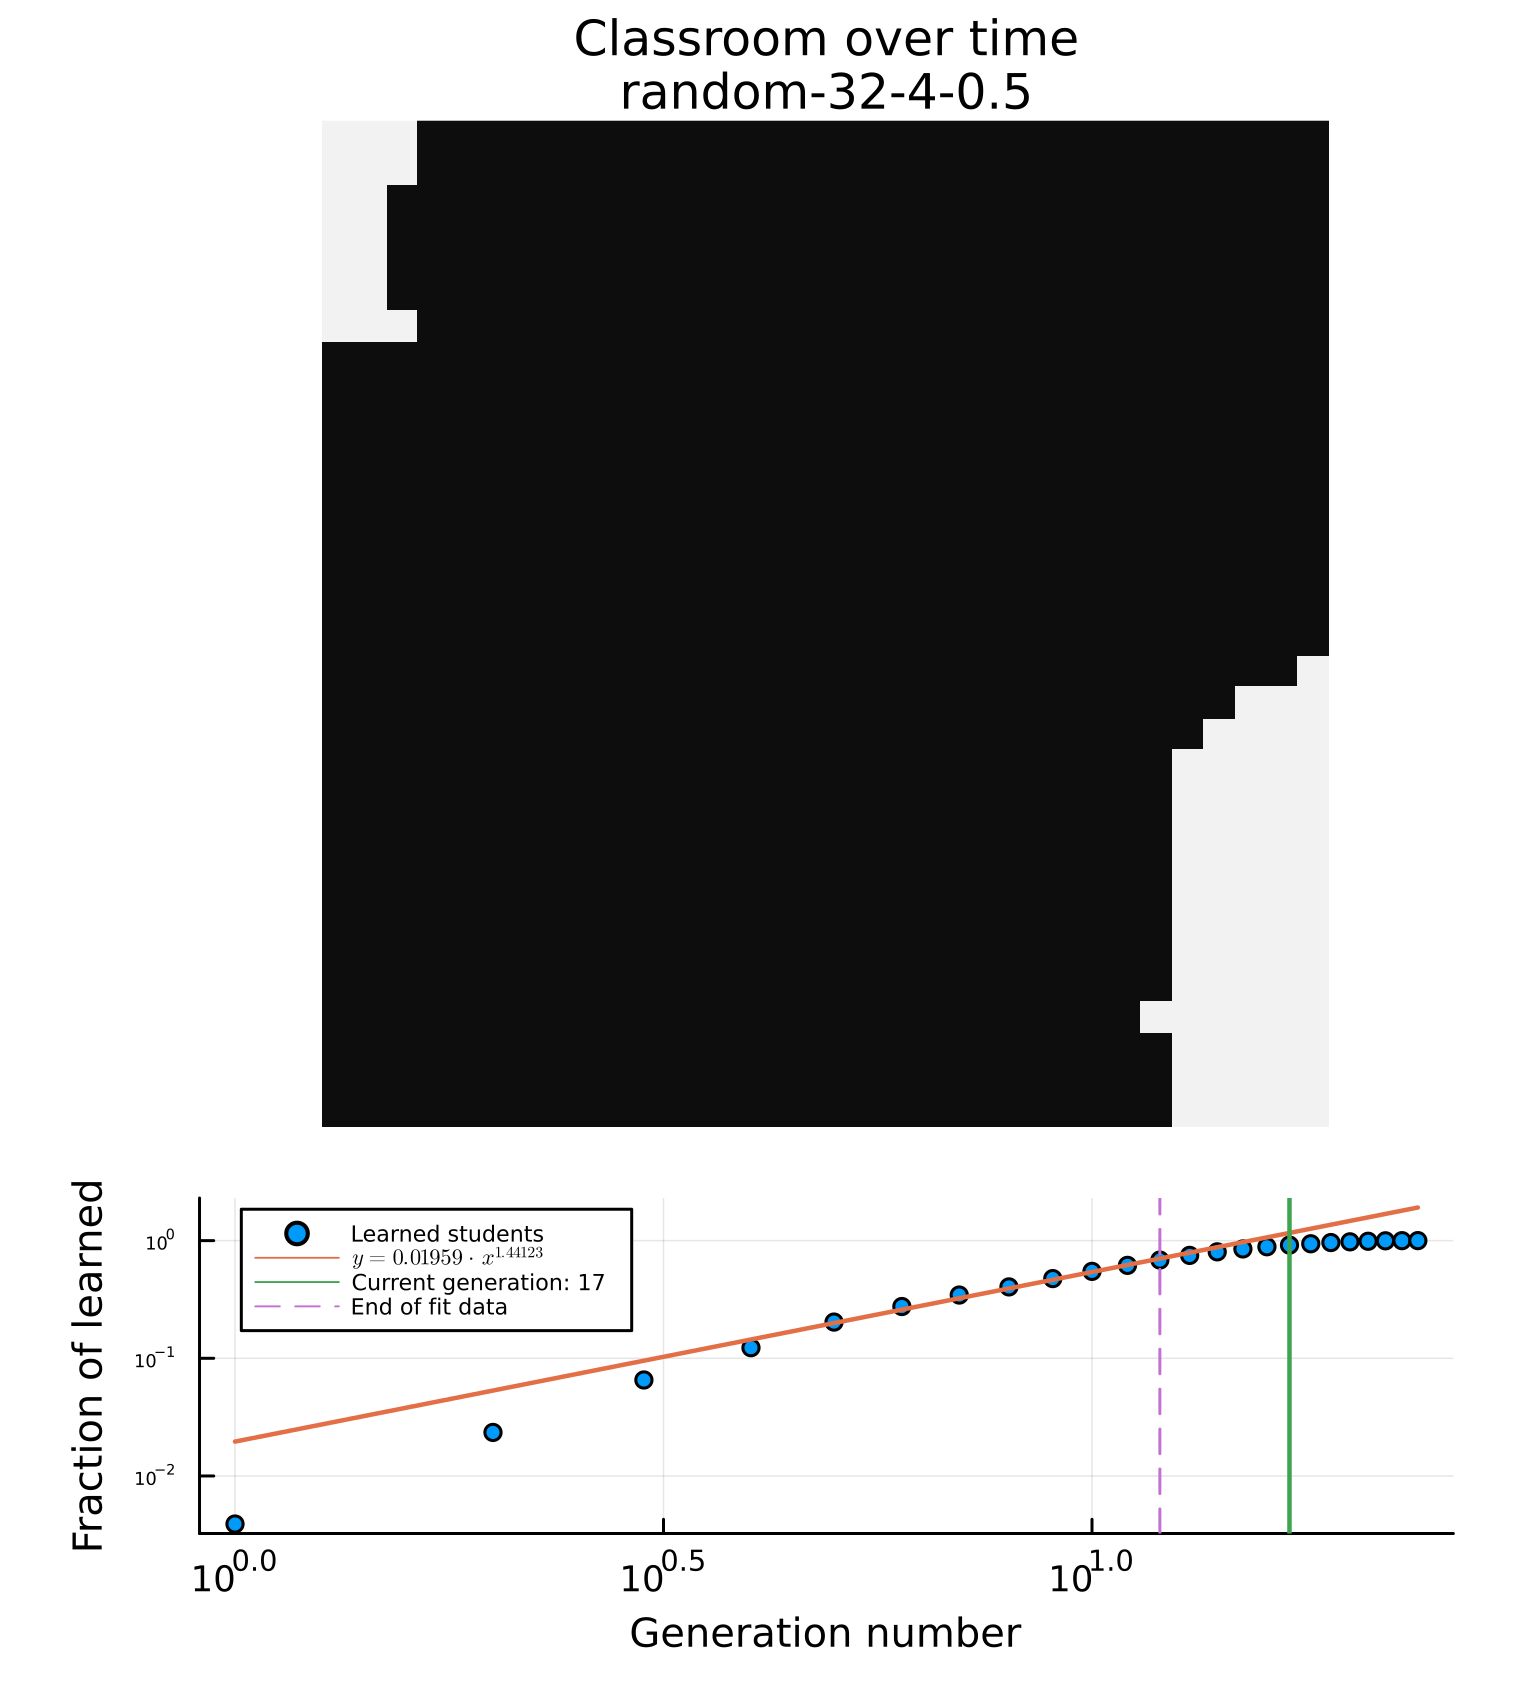 Classroom over time
random-32-4-0.5
Fraction of learned
10⁰
10⁻¹
10⁻²
Learned students
y = 0.01959 · x^1.44123
Current generation: 17
End of fit data
10^0.0
10^0.5
10^1.0
Generation number